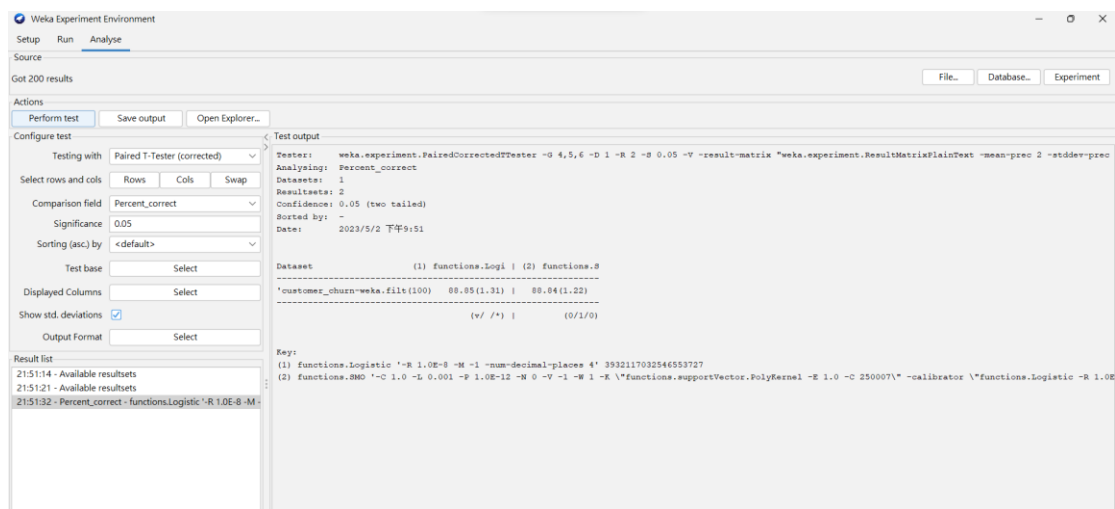 Weka Experiment Environment
Setup Run Analyse
Source
Got 200 results
File... Database... Experiment
Actions
Perform test Save output Open Explorer...
Configure test
Testing with Paired T-Tester (corrected)
Select rows and cols Rows Cols Swap
Comparison field Percent_correct
Significance 0.05
Sorting (asc.) by <default>
Test base Select
Displayed Columns Select
Show std. deviations
Output Format Select
Result list
21:51:14 - Available resultsets
21:51:21 - Available resultsets
21:51:32 - Percent_correct - functions.Logistic '-R 1.0E-8 -M -
Test output
Tester: weka.experiment.PairedCorrectedTTester -G 4,5,6 -D 1 -R 2 -S 0.05 -V -result-matrix "weka.experiment.ResultMatrixPlainText -mean-prec 2 -stddev-prec
Analysing: Percent_correct
Datasets: 1
Resultsets: 2
Confidence: 0.05 (two tailed)
Sorted by: -
Date: 2023/5/2 下午9:51
Dataset (1) functions.Logi | (2) functions.S
'customer_churn-weka.filt(100) 88.85(1.31) | 88.84(1.22)
(v/ /*) | (0/1/0)
Key:
(1) functions.Logistic '-R 1.0E-8 -M -1 -num-decimal-places 4' 3932117032546553727
(2) functions.SMO '-C 1.0 -L 0.001 -P 1.0E-12 -N 0 -V -1 -W 1 -K \"functions.supportVector.PolyKernel -E 1.0 -C 250007\" -calibrator \"functions.Logistic -R 1.0E